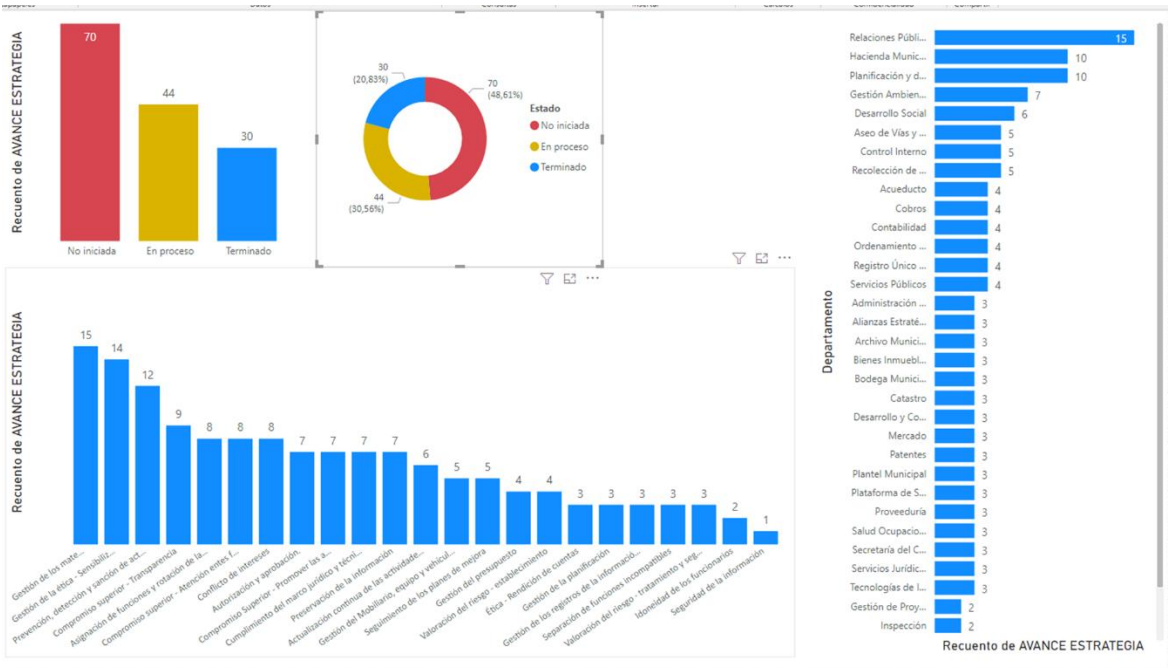 Recuento de AVANCE ESTRATEGIA
70
44
30
No iniciada
En proceso
Terminado
30
(20,83%)
70
(48,61%)
44
(30,56%)
Estado
No iniciada
En proceso
Terminado
Recuento de AVANCE ESTRATEGIA
15
14
12
9
8
8
8
7
7
7
7
6
5
5
4
4
3
3
3
3
3
2
1
Gestión de los mate...
Gestión de la ética - Sensibiliz...
Prevención, detección y sanción de act...
Compromiso superior - Transparencia
Asignación de funciones y rotación de la...
Compromiso superior - Atención entes f...
Conflicto de intereses
Autorización y aprobación.
Compromiso Superior - Promover las a...
Cumplimiento del marco jurídico y técni...
Preservación de la información
Actualización continua de las actividade...
Gestión del Mobiliario, equipo y vehícul...
Seguimiento de los planes de mejora
Gestión del presupuesto
Valoración del riesgo - establecimiento
Ética - Rendición de cuentas
Gestión de la planificación
Gestión de los registros de la informació...
Separación de funciones incompatibles
Valoración del riesgo - tratamiento y seg...
Idoneidad de los funcionarios
Seguridad de la información
Departamento
Relaciones Públi... 15
Hacienda Munic... 10
Planificación y d... 10
Gestión Ambien... 7
Desarrollo Social 6
Aseo de Vías y ... 5
Control Interno 5
Recolección de ... 5
Acueducto 4
Cobros 4
Contabilidad 4
Ordenamiento ... 4
Registro Único ... 4
Servicios Públicos 4
Administración ... 3
Alianzas Estraté... 3
Archivo Munici... 3
Bienes Inmuebl... 3
Bodega Munici... 3
Catastro 3
Desarrollo y Co... 3
Mercado 3
Patentes 3
Plantel Municipal 3
Plataforma de S... 3
Proveeduría 3
Salud Ocupacio... 3
Secretaría del C... 3
Servicios Jurídic... 3
Tecnologías de I... 3
Gestión de Proy... 2
Inspección 2
Recuento de AVANCE ESTRATEGIA